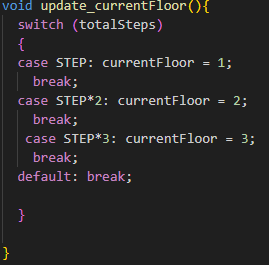 void update_currentFloor(){
  switch (totalSteps)
  {
  case STEP: currentFloor = 1;
    break;
  case STEP*2: currentFloor = 2;
    break;
   case STEP*3: currentFloor = 3;
    break;
  default: break;

  }

}